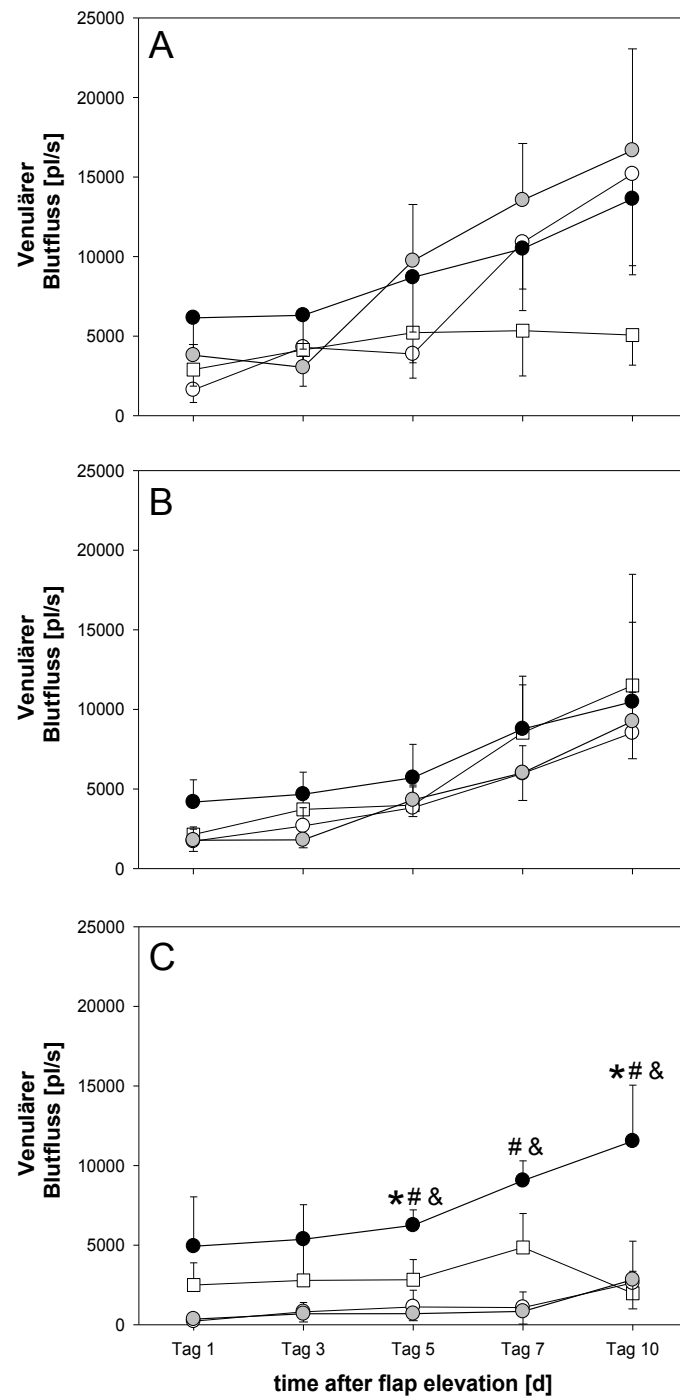 A
25000
20000
15000
10000
5000
0
Venulärer
Blutfluss [pl/s]
B
25000
20000
15000
10000
5000
0
Venulärer
Blutfluss [pl/s]
C
25000
20000
15000
10000
5000
0
Venulärer
Blutfluss [pl/s]
*# &
# &
*# &
Tag 1 Tag 3 Tag 5 Tag 7 Tag 10
time after flap elevation [d]